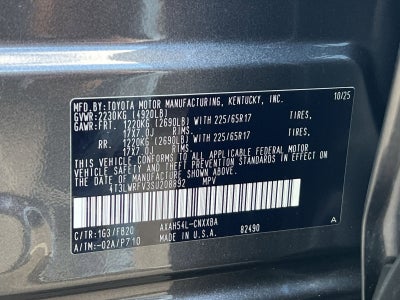 MFD.BY:TOYOTA MOTOR MANUFACTURING, KENTUCKY, INC. 10/25
GVWR:2230KG (4920LB)
GAWR:FRT. 1220KG (2690LB) WITH 225/65R17 TIRES,
17X7.0J RIMS,
RR. 1220KG (2690LB) WITH 225/65R17 TIRES,
17X7.0J RIMS,
THIS VEHICLE CONFORMS TO ALL APPLICABLE FEDERAL MOTOR
VEHICLE SAFETY AND THEFT PREVENTION STANDARDS IN EFFECT ON
THE DATE OF MANUFACTURE SHOWN ABOVE.
4T3LWRFV3SU208892 MPV
C/TR:1G3/FB20 AXAH54L-CNXXBA
A/TM:-02A/P710 MADE IN U.S.A. 82490 A